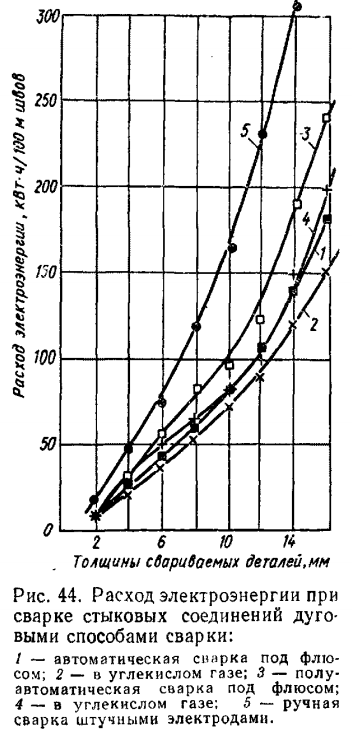 300
250
200
150
100
50
0
Расход электроэнергии, кВт·ч/100 м швов
5
3
4
1
2
2 6 10 14
Толщины свариваемых деталей, мм
Рис. 44. Расход электроэнергии при
сварке стыковых соединений дуго-
выми способами сварки:
1 — автоматическая сварка под флю-
сом; 2 — в углекислом газе; 3 — полу-
автоматическая сварка под флюсом;
4 — в углекислом газе; 5 — ручная
сварка штучными электродами.